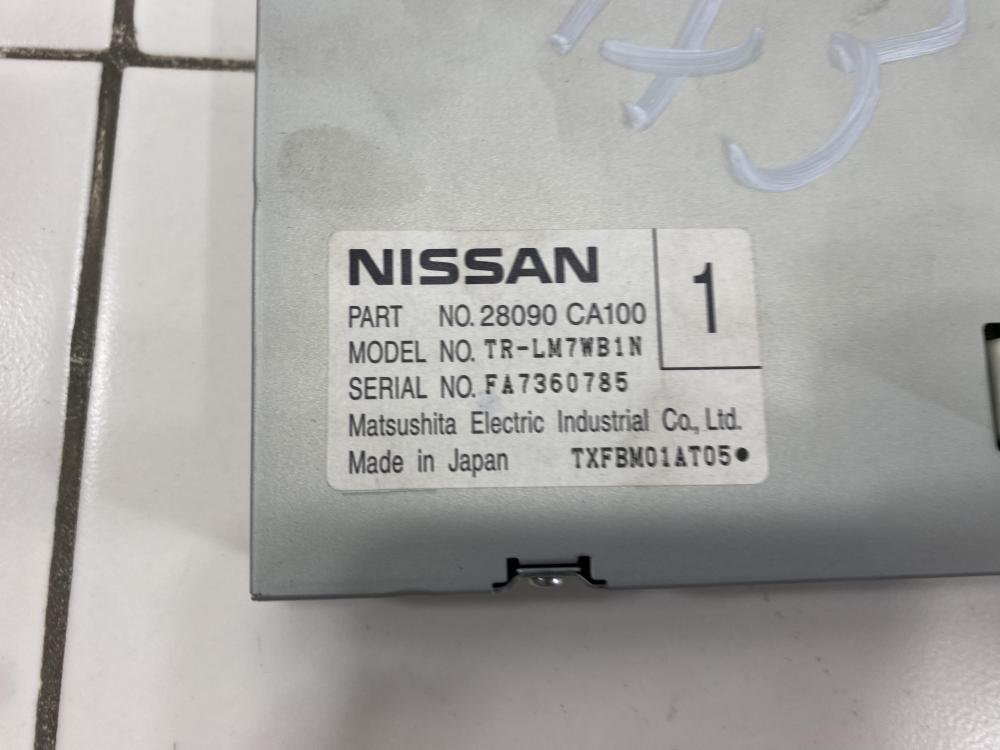 NISSAN
1
PART NO. 28090 CA100
MODEL NO. TR-LM7WB1N
SERIAL NO. FA7360785
Matsushita Electric Industrial Co., Ltd.
Made in Japan TXFBM01AT05●